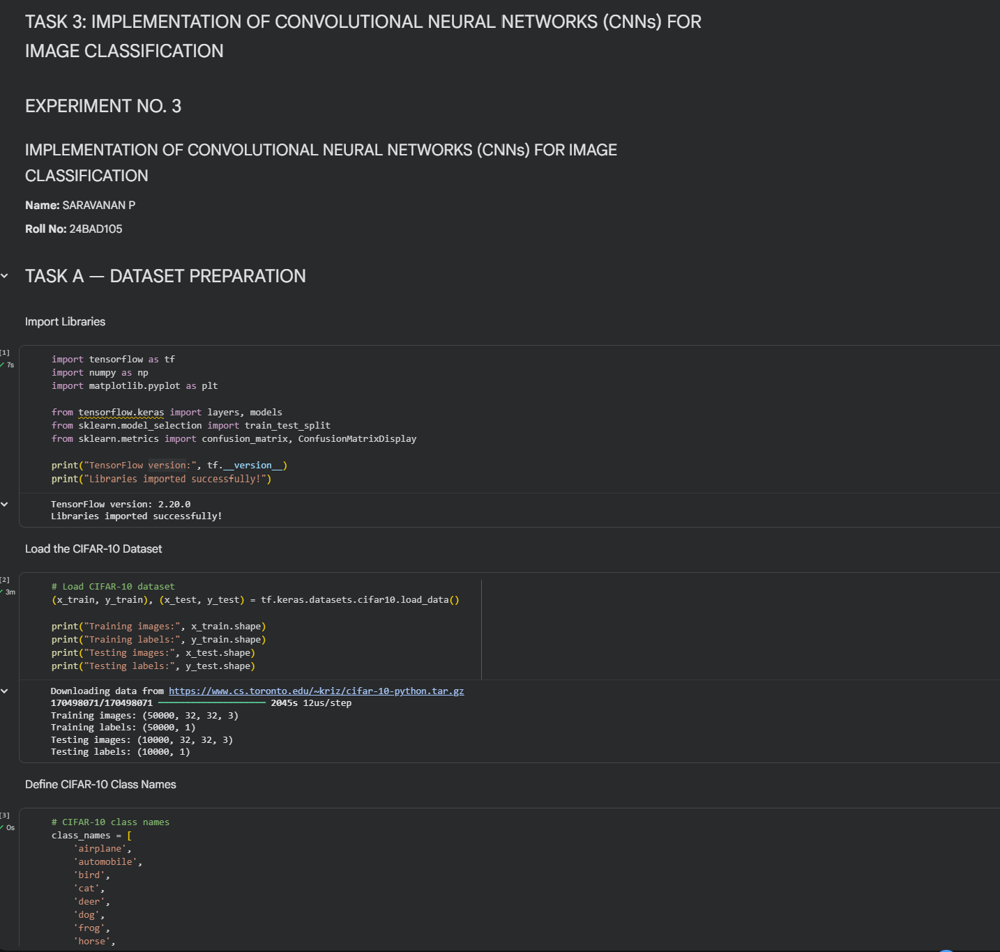 TASK 3: IMPLEMENTATION OF CONVOLUTIONAL NEURAL NETWORKS (CNNs) FOR
IMAGE CLASSIFICATION
EXPERIMENT NO. 3
IMPLEMENTATION OF CONVOLUTIONAL NEURAL NETWORKS (CNNs) FOR IMAGE
CLASSIFICATION
Name: SARAVANAN P
Roll No: 24BAD105
TASK A — DATASET PREPARATION
Import Libraries
[1]
7s
import tensorflow as tf
import numpy as np
import matplotlib.pyplot as plt
from tensorflow.keras import layers, models
from sklearn.model_selection import train_test_split
from sklearn.metrics import confusion_matrix, ConfusionMatrixDisplay
print("TensorFlow version:", tf.__version__)
print("Libraries imported successfully!")
TensorFlow version: 2.20.0
Libraries imported successfully!
Load the CIFAR-10 Dataset
[2]
3m
# Load CIFAR-10 dataset
(x_train, y_train), (x_test, y_test) = tf.keras.datasets.cifar10.load_data()
print("Training images:", x_train.shape)
print("Training labels:", y_train.shape)
print("Testing images:", x_test.shape)
print("Testing labels:", y_test.shape)
Downloading data from https://www.cs.toronto.edu/~kriz/cifar-10-python.tar.gz
170498071/170498071 ━━━━━━━━━━━━━━━━━━━━ 2045s 12us/step
Training images: (50000, 32, 32, 3)
Training labels: (50000, 1)
Testing images: (10000, 32, 32, 3)
Testing labels: (10000, 1)
Define CIFAR-10 Class Names
[3]
0s
# CIFAR-10 class names
class_names = [
'airplane',
'automobile',
'bird',
'cat',
'deer',
'dog',
'frog',
'horse',